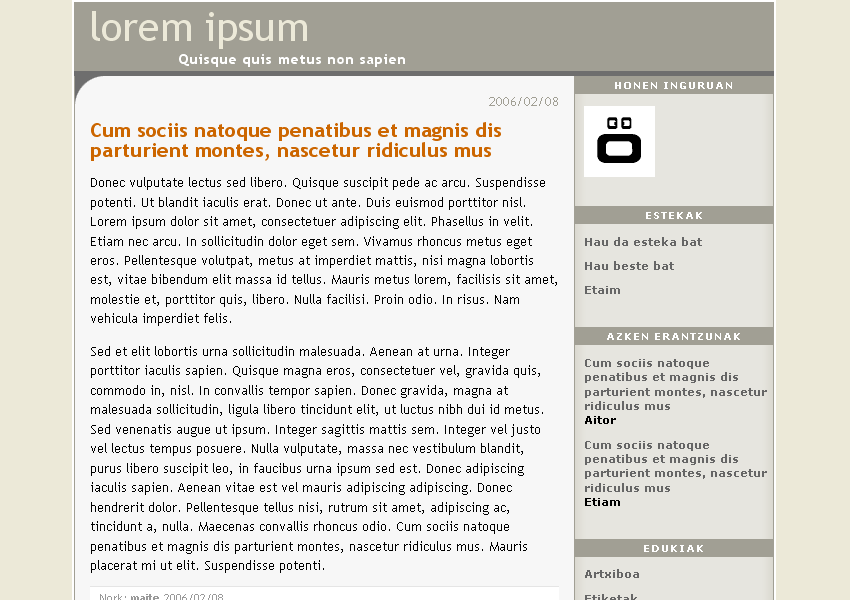 lorem ipsum
Quisque quis metus non sapien
2006/02/08
Cum sociis natoque penatibus et magnis dis
parturient montes, nascetur ridiculus mus
Donec vulputate lectus sed libero. Quisque suscipit pede ac arcu. Suspendisse
potenti. Ut blandit iaculis erat. Donec ut ante. Duis euismod porttitor nisl.
Lorem ipsum dolor sit amet, consectetuer adipiscing elit. Phasellus in velit.
Etiam nec arcu. In sollicitudin dolor eget sem. Vivamus rhoncus metus eget
eros. Pellentesque volutpat, metus at imperdiet mattis, nisi magna lobortis
est, vitae bibendum elit massa id tellus. Mauris metus lorem, facilisis sit amet,
molestie et, porttitor quis, libero. Nulla facilisi. Proin odio. In risus. Nam
vehicula imperdiet felis.
Sed et elit lobortis urna sollicitudin malesuada. Aenean at urna. Integer
porttitor iaculis sapien. Quisque magna eros, consectetuer vel, gravida quis,
commodo in, nisl. In convallis tempor sapien. Donec gravida, magna at
malesuada sollicitudin, ligula libero tincidunt elit, ut luctus nibh dui id metus.
Sed venenatis augue ut ipsum. Integer sagittis mattis sem. Integer vel justo
vel lectus tempus posuere. Nulla vulputate, massa nec vestibulum blandit,
purus libero suscipit leo, in faucibus urna ipsum sed est. Donec adipiscing
iaculis sapien. Aenean vitae est vel mauris adipiscing adipiscing. Donec
hendrerit dolor. Pellentesque tellus nisi, rutrum sit amet, adipiscing ac,
tincidunt a, nulla. Maecenas convallis rhoncus odio. Cum sociis natoque
penatibus et magnis dis parturient montes, nascetur ridiculus mus. Mauris
placerat mi ut elit. Suspendisse potenti.
Nork: maite 2006/02/08
HONEN INGURUAN
ESTEKAK
Hau da esteka bat
Hau beste bat
Etaim
AZKEN ERANTZUNAK
Cum sociis natoque
penatibus et magnis dis
parturient montes, nascetur
ridiculus mus
Aitor
Cum sociis natoque
penatibus et magnis dis
parturient montes, nascetur
ridiculus mus
Etiam
EDUKIAK
Artxiboa
Etiketak